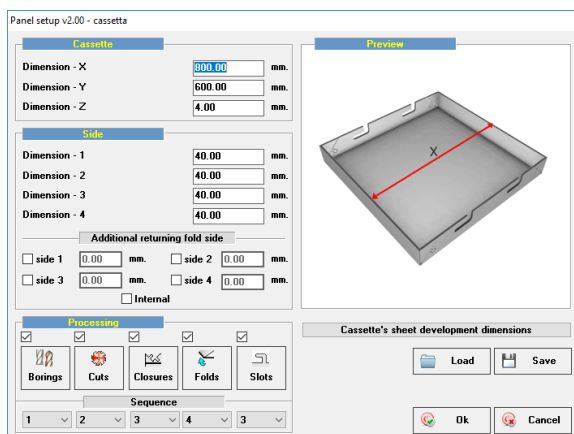 Panel setup v2.00 - cassetta
Cassette
Dimension - X 800.00 mm.
Dimension - Y 600.00 mm.
Dimension - Z 4.00 mm.
Side
Dimension - 1 40.00 mm.
Dimension - 2 40.00 mm.
Dimension - 3 40.00 mm.
Dimension - 4 40.00 mm.
Additional returning fold side
side 1 0.00 mm. side 2 0.00 mm.
side 3 0.00 mm. side 4 0.00 mm.
Internal
Processing
Borings Cuts Closures Folds Slots
Sequence
1 2 3 4 3
Preview
X
Cassette's sheet development dimensions
Load Save
Ok Cancel